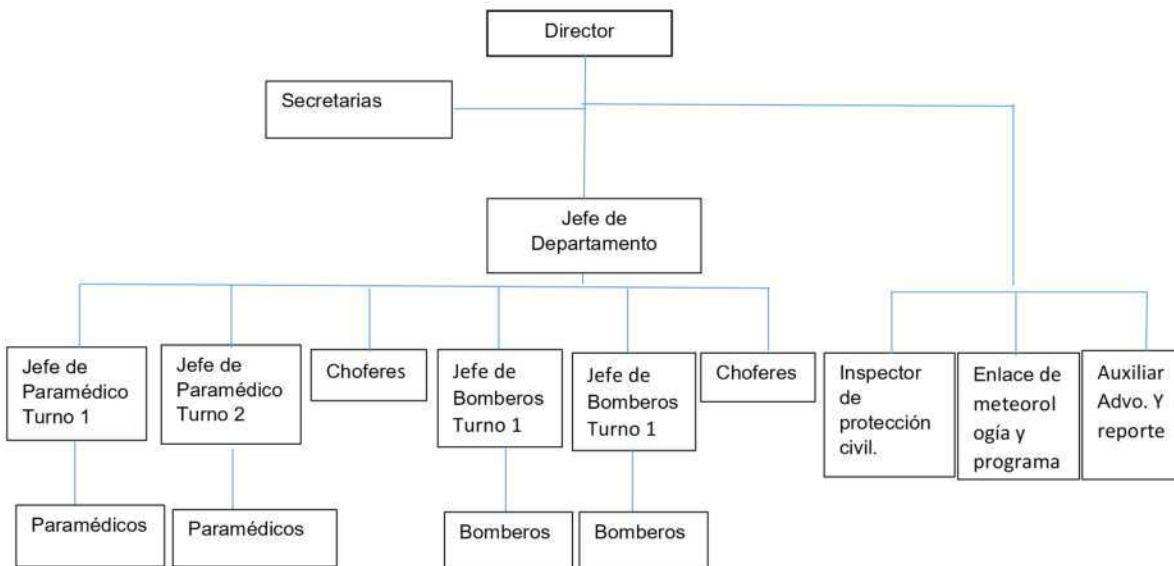 Director
Secretarias
Jefe de
Departamento
Jefe de
Paramédico
Turno 1
Jefe de
Paramédico
Turno 2
Choferes
Jefe de
Bomberos
Turno 1
Jefe de
Bomberos
Turno 1
Choferes
Inspector
de
protección
civil.
Enlace de
meteorol
ogía y
programa
Auxiliar
Advo. Y
reporte
Paramédicos
Paramédicos
Bomberos
Bomberos